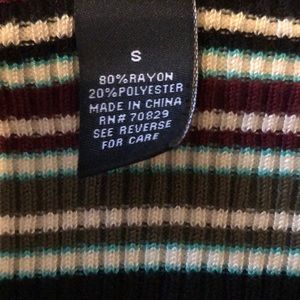 S
80%RAYON
20%POLYESTER
MADE IN CHINA
RN# 70829
SEE REVERSE
FOR CARE